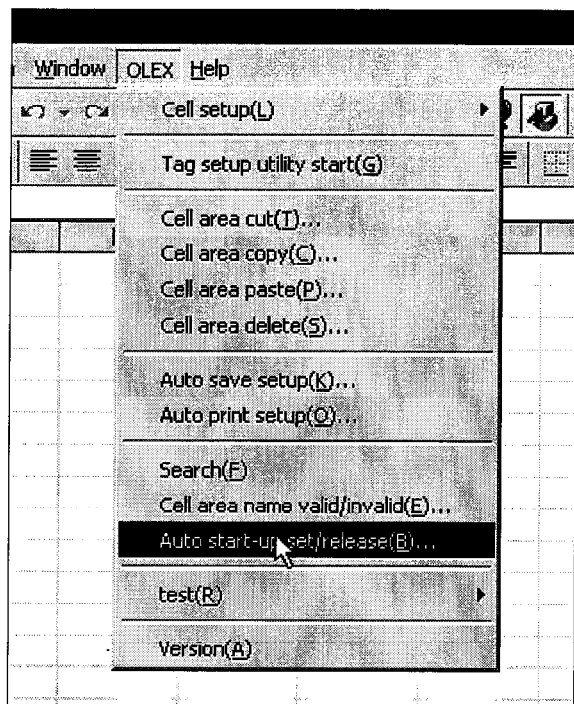 Window OLEX Help
Cell setup(L)
Tag setup utility start(G)
Cell area cut(T)...
Cell area copy(C)...
Cell area paste(P)...
Cell area delete(S)...
Auto save setup(K)...
Auto print setup(O)...
Search(F)
Cell area name valid/invalid(E)...
Auto start-up set/release(B)...
test(R)
Version(A)